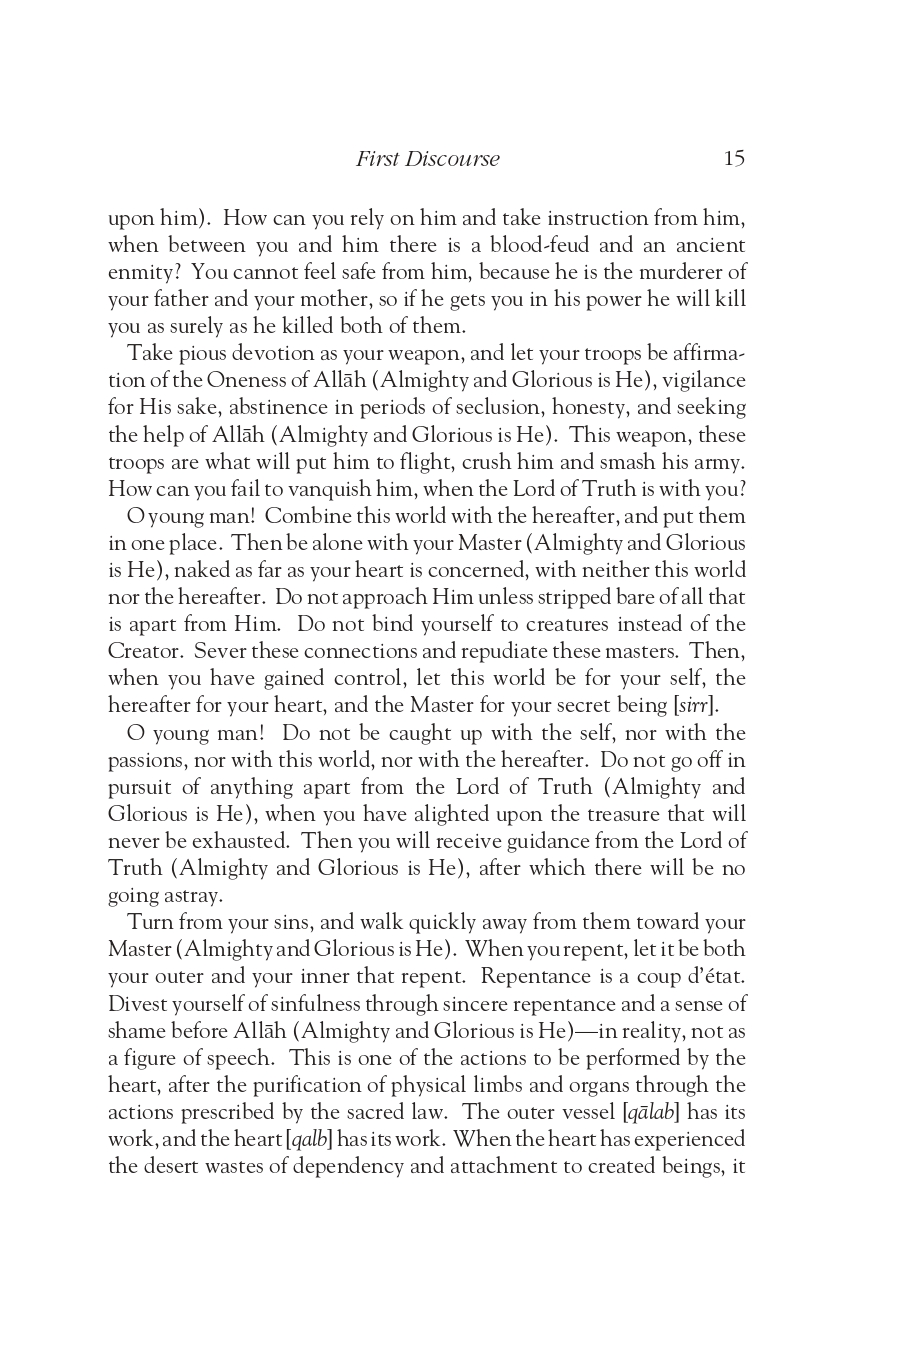 First Discourse 15
upon him). How can you rely on him and take instruction from him,
when between you and him there is a blood-feud and an ancient
enmity? You cannot feel safe from him, because he is the murderer of
your father and your mother, so if he gets you in his power he will kill
you as surely as he killed both of them.
Take pious devotion as your weapon, and let your troops be affirma-
tion of the Oneness of Allāh (Almighty and Glorious is He), vigilance
for His sake, abstinence in periods of seclusion, honesty, and seeking
the help of Allāh (Almighty and Glorious is He). This weapon, these
troops are what will put him to flight, crush him and smash his army.
How can you fail to vanquish him, when the Lord of Truth is with you?
O young man! Combine this world with the hereafter, and put them
in one place. Then be alone with your Master (Almighty and Glorious
is He), naked as far as your heart is concerned, with neither this world
nor the hereafter. Do not approach Him unless stripped bare of all that
is apart from Him. Do not bind yourself to creatures instead of the
Creator. Sever these connections and repudiate these masters. Then,
when you have gained control, let this world be for your self, the
hereafter for your heart, and the Master for your secret being [sirr].
O young man! Do not be caught up with the self, nor with the
passions, nor with this world, nor with the hereafter. Do not go off in
pursuit of anything apart from the Lord of Truth (Almighty and
Glorious is He), when you have alighted upon the treasure that will
never be exhausted. Then you will receive guidance from the Lord of
Truth (Almighty and Glorious is He), after which there will be no
going astray.
Turn from your sins, and walk quickly away from them toward your
Master (Almighty and Glorious is He). When you repent, let it be both
your outer and your inner that repent. Repentance is a coup d’état.
Divest yourself of sinfulness through sincere repentance and a sense of
shame before Allāh (Almighty and Glorious is He)—in reality, not as
a figure of speech. This is one of the actions to be performed by the
heart, after the purification of physical limbs and organs through the
actions prescribed by the sacred law. The outer vessel [qālab] has its
work, and the heart [qalb] has its work. When the heart has experienced
the desert wastes of dependency and attachment to created beings, it